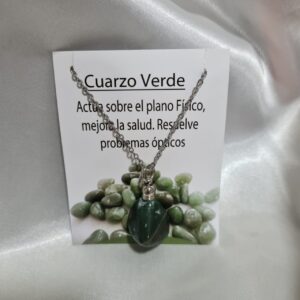 Cuarzo Verde
Actúa sobre el plano Físico,
mejora la salud. Resuelve
problemas ópticos